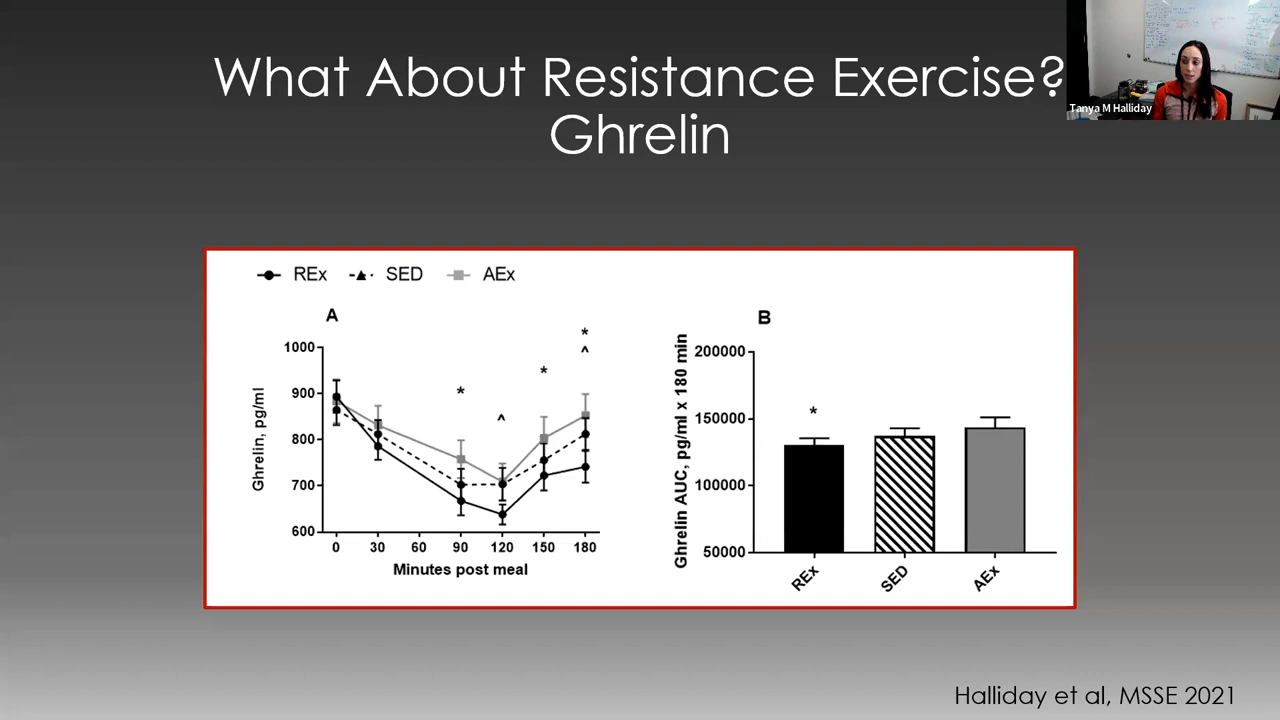 What About Resistance Exercise?
Ghrelin
Tanya M Halliday
REx SED AEx
A
1000
900
800
700
600
Ghrelin, pg/ml
* ^ * * ^
0 30 60 90 120 150 180
Minutes post meal
B
200000
150000
100000
50000
Ghrelin AUC, pg/ml x 180 min
*
REx SED AEx
Halliday et al, MSSE 2021